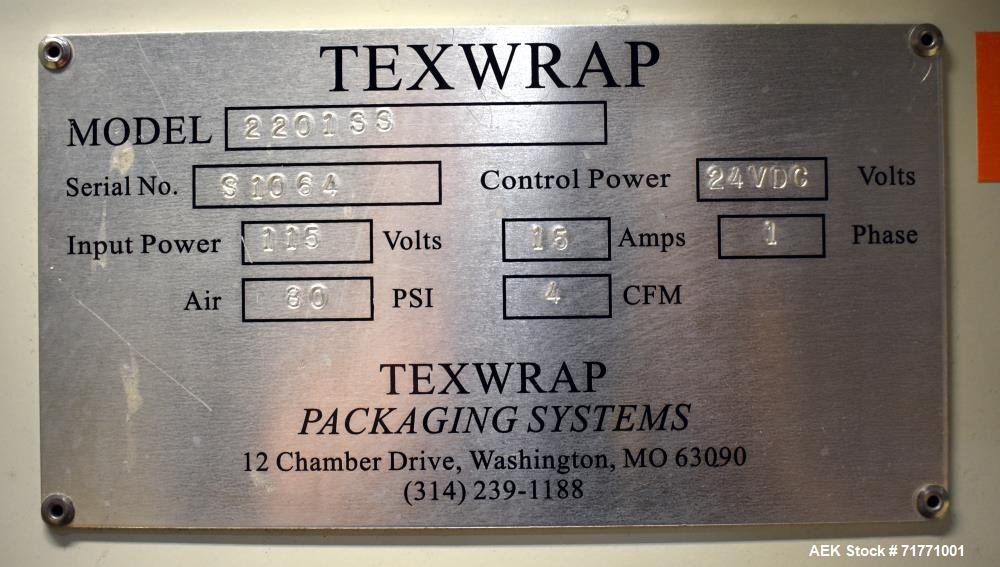 TEXWRAP
MODEL 2201SS
Serial No. S1064 Control Power 24VDC Volts
Input Power 115 Volts 15 Amps 1 Phase
Air 80 PSI 4 CFM
TEXWRAP
PACKAGING SYSTEMS
12 Chamber Drive, Washington, MO 63090
(314) 239-1188
AEK Stock # 71771001